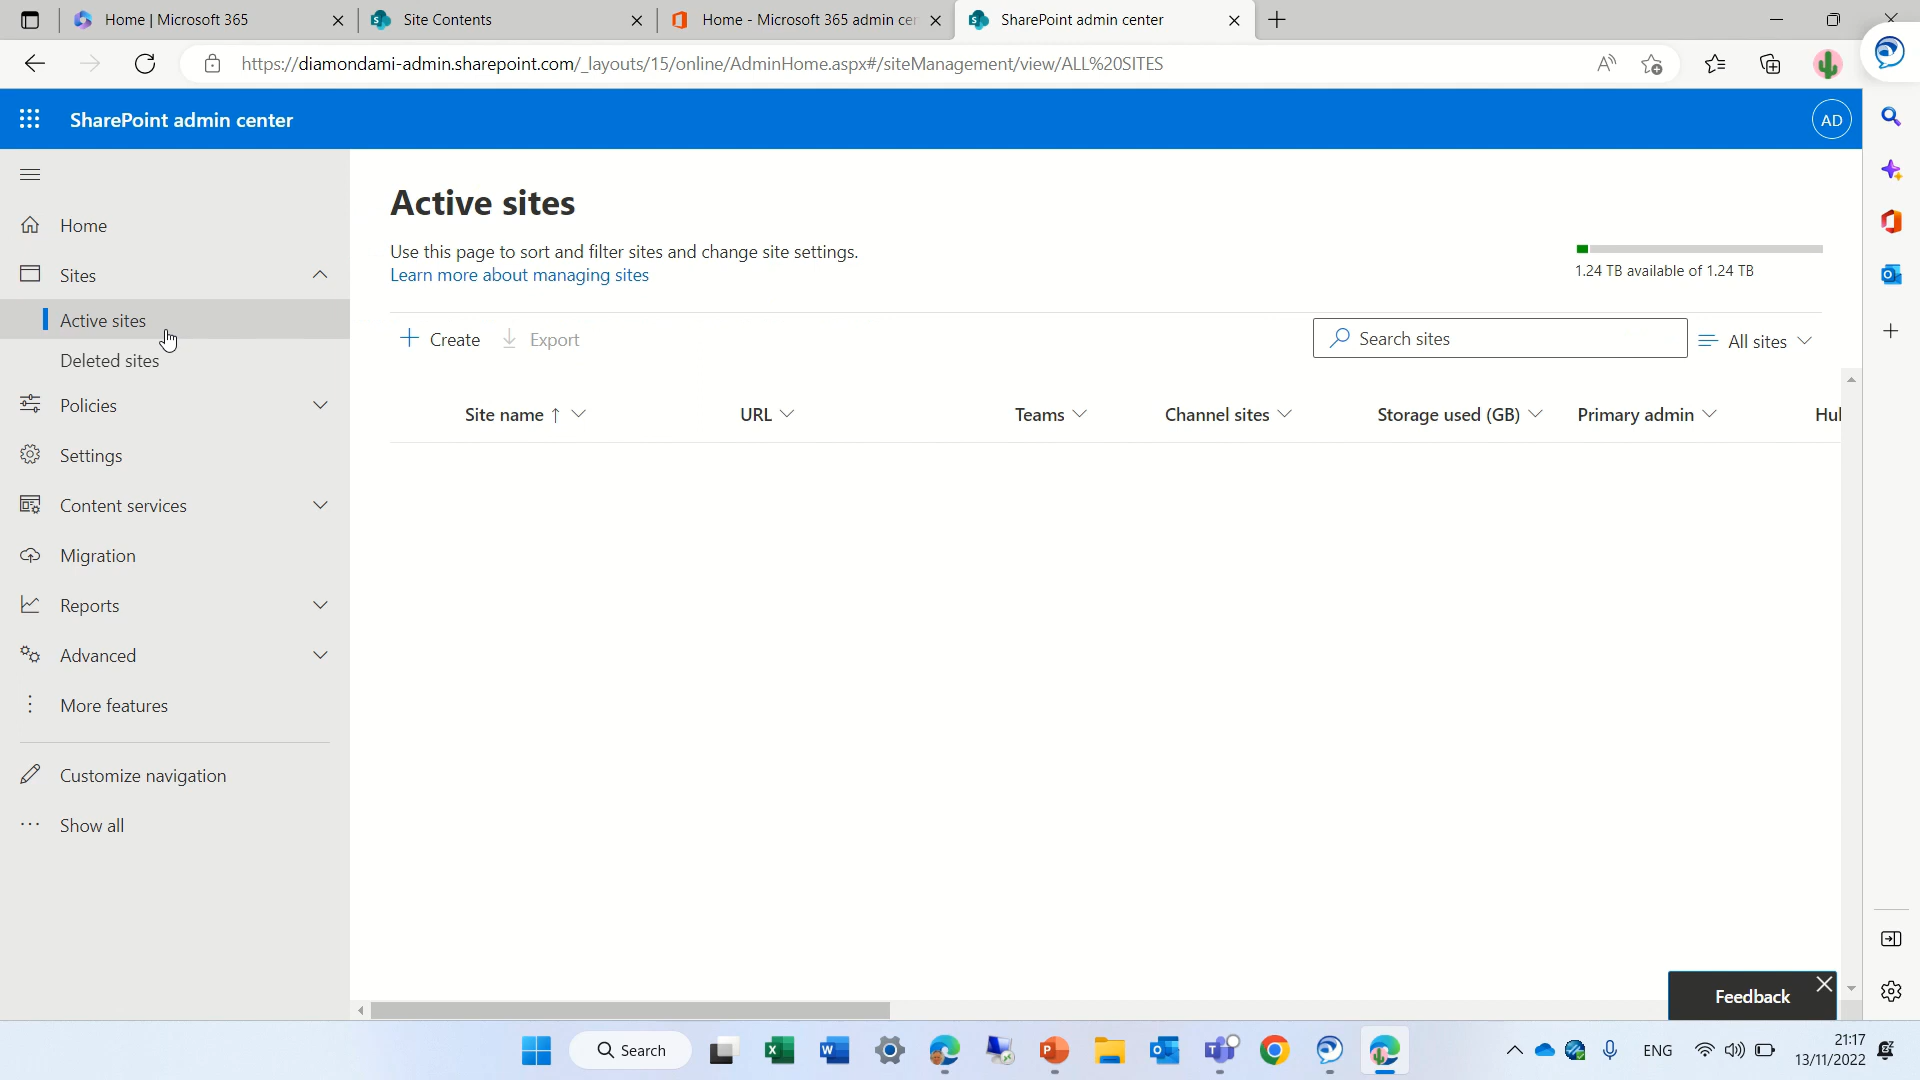 Home | Microsoft 365
Site Contents
Home - Microsoft 365 admin cen
SharePoint admin center
https://diamondami-admin.sharepoint.com/_layouts/15/online/AdminHome.aspx#/siteManagement/view/ALL%20SITES
SharePoint admin center
AD
Home
Sites
Active sites
Deleted sites
Policies
Settings
Content services
Migration
Reports
Advanced
More features
Customize navigation
Show all
Active sites
Use this page to sort and filter sites and change site settings.
Learn more about managing sites
1.24 TB available of 1.24 TB
Create
Export
Search sites
All sites
Site name
URL
Teams
Channel sites
Storage used (GB)
Primary admin
Hul
Feedback
Search
ENG
21:17
13/11/2022